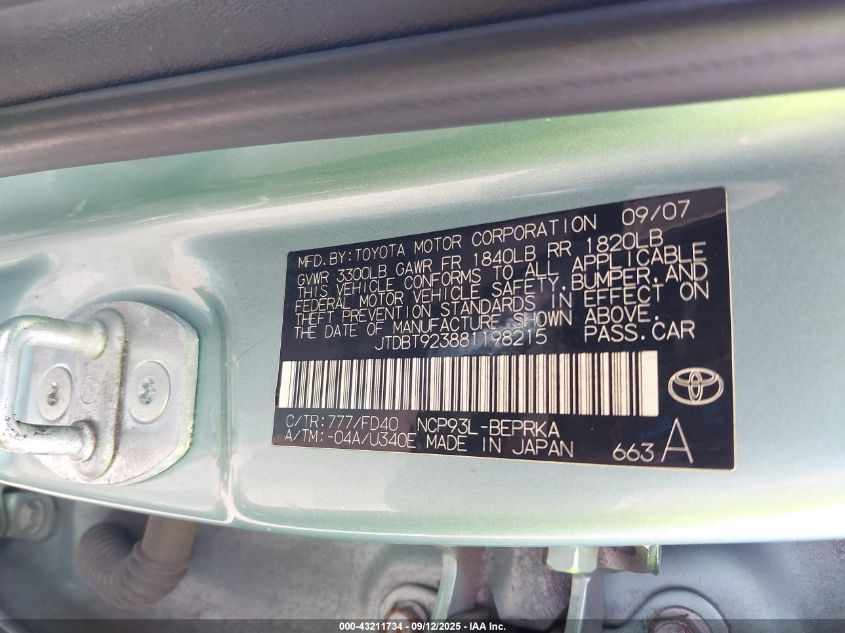 MFD.BY:TOYOTA MOTOR CORPORATION 09/07
GVWR 3300LB GAWR FR 1840LB RR 1820LB
THIS VEHICLE CONFORMS TO ALL APPLICABLE
FEDERAL MOTOR VEHICLE SAFETY,BUMPER,AND
THEFT PREVENTION STANDARDS IN EFFECT ON
THE DATE OF MANUFACTURE SHOWN ABOVE.
JTDBT923881198215 PASS.CAR
C/TR:777/FD40 NCP93L-BEPRKA
A/TM:-04A/U340E MADE IN JAPAN 663 A
000-43211734 - 09/12/2025 - IAA Inc.